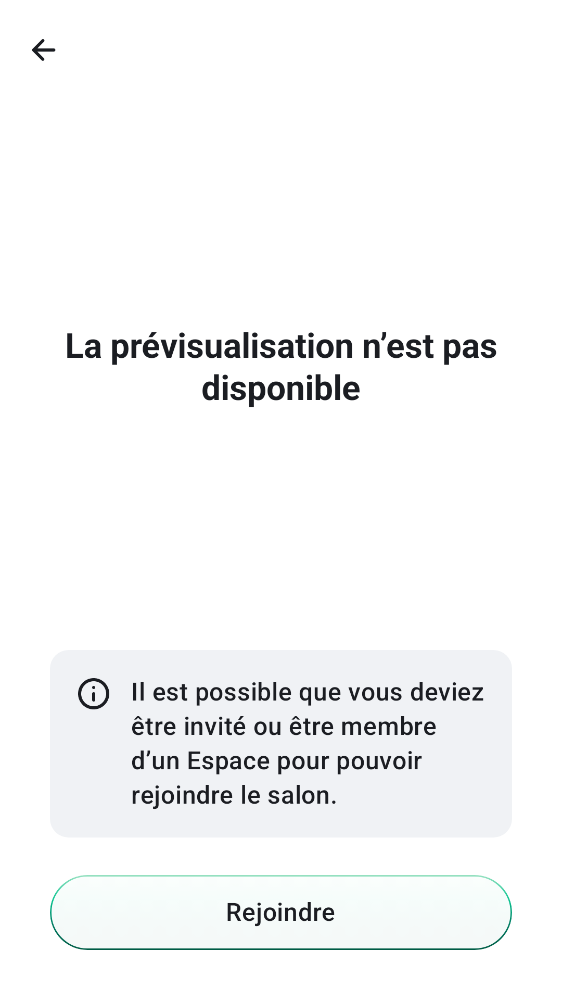 La prévisualisation n’est pas
disponible
Il est possible que vous deviez
être invité ou être membre
d’un Espace pour pouvoir
rejoindre le salon.
Rejoindre